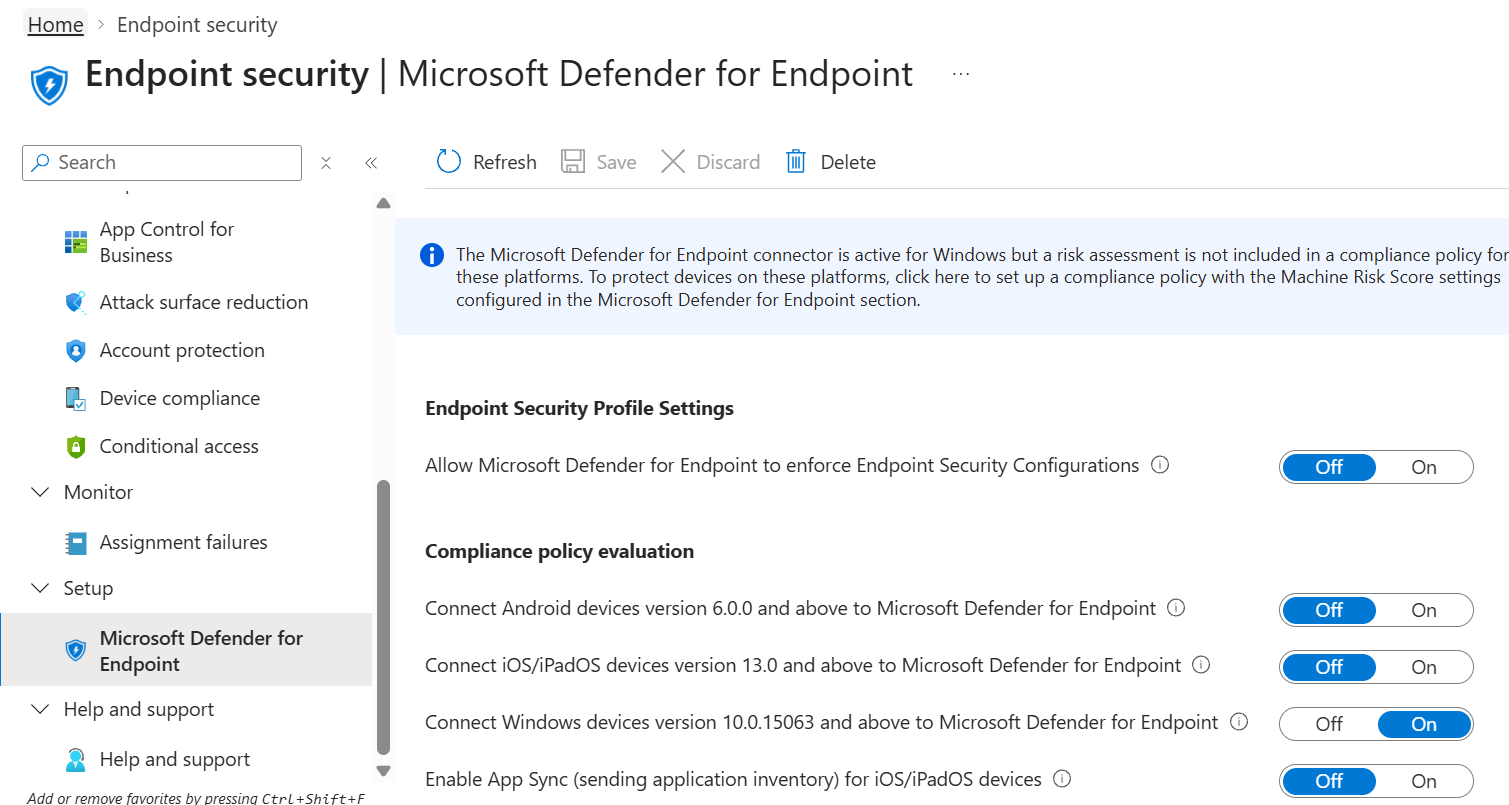 Home > Endpoint security
Endpoint security | Microsoft Defender for Endpoint ...
Search
Refresh Save Discard Delete
App Control for
Business
Attack surface reduction
Account protection
Device compliance
Conditional access
Monitor
Assignment failures
Setup
Microsoft Defender for
Endpoint
Help and support
Help and support
Add or remove favorites by pressing Ctrl+Shift+F
The Microsoft Defender for Endpoint connector is active for Windows but a risk assessment is not included in a compliance policy for
these platforms. To protect devices on these platforms, click here to set up a compliance policy with the Machine Risk Score settings
configured in the Microsoft Defender for Endpoint section.
Endpoint Security Profile Settings
Allow Microsoft Defender for Endpoint to enforce Endpoint Security Configurations Off On
Compliance policy evaluation
Connect Android devices version 6.0.0 and above to Microsoft Defender for Endpoint Off On
Connect iOS/iPadOS devices version 13.0 and above to Microsoft Defender for Endpoint Off On
Connect Windows devices version 10.0.15063 and above to Microsoft Defender for Endpoint Off On
Enable App Sync (sending application inventory) for iOS/iPadOS devices Off On